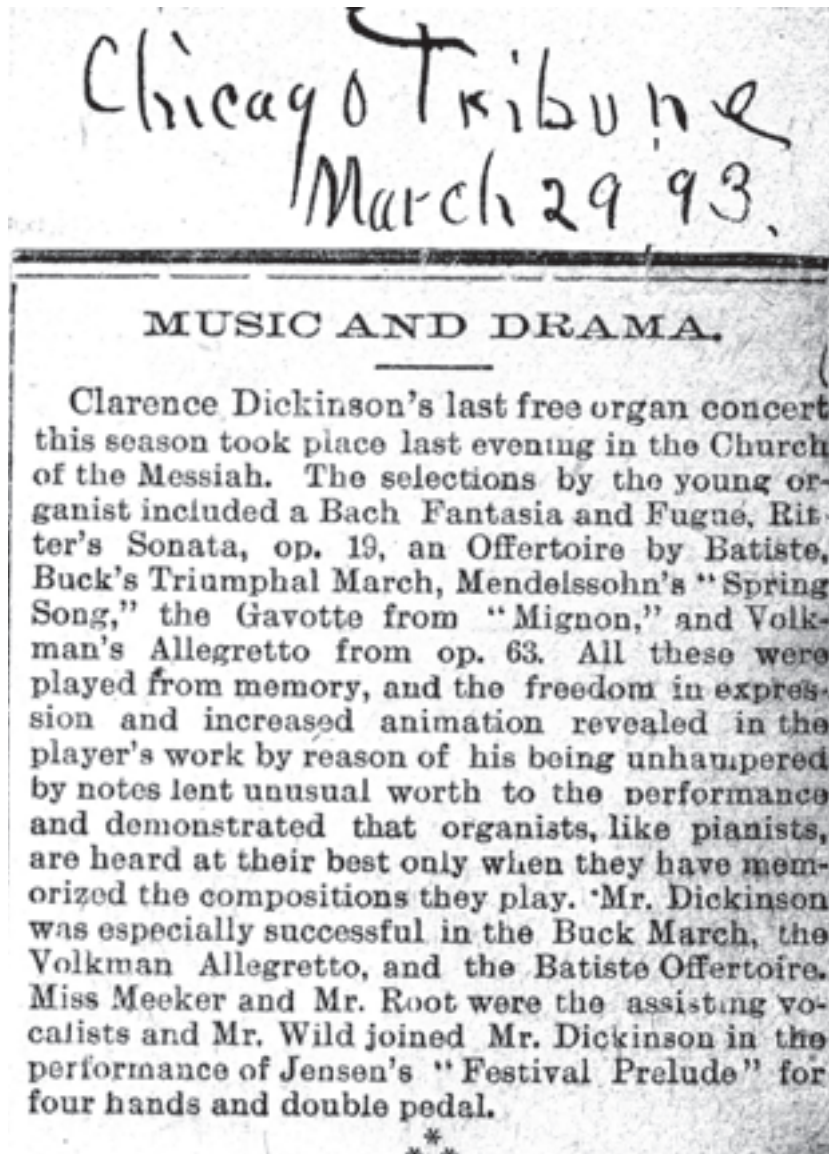 Chicago Tribune
March 29 93.
MUSIC AND DRAMA.
Clarence Dickinson's last free organ concert
this season took place last evening in the Church
of the Messiah. The selections by the young or-
ganist included a Bach Fantasia and Fugue, Rit-
ter's Sonata, op. 19, an Offertoire by Batiste,
Buck's Triumphal March, Mendelssohn's "Spring
Song," the Gavotte from "Mignon," and Volk-
man's Allegretto from op. 63. All these were
played from memory, and the freedom in expres-
sion and increased animation revealed in the
player's work by reason of his being unhampered
by notes lent unusual worth to the performance
and demonstrated that organists, like pianists,
are heard at their best only when they have mem-
orized the compositions they play. Mr. Dickinson
was especially successful in the Buck March, the
Volkman Allegretto, and the Batiste Offertoire.
Miss Meeker and Mr. Root were the assisting vo-
calists and Mr. Wild joined Mr. Dickinson in the
performance of Jensen's "Festival Prelude" for
four hands and double pedal.